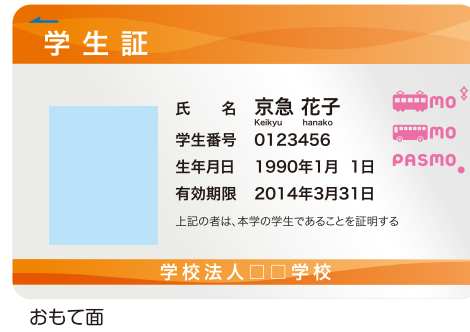 学生証
氏 名 京急 花子
Keikyu hanako
学生番号 0123456
生年月日 1990年1月 1日
有効期限 2014年3月31日
上記の者は、本学の学生であることを証明する
mo
mo
PASMO
学校法人□□学校
おもて面